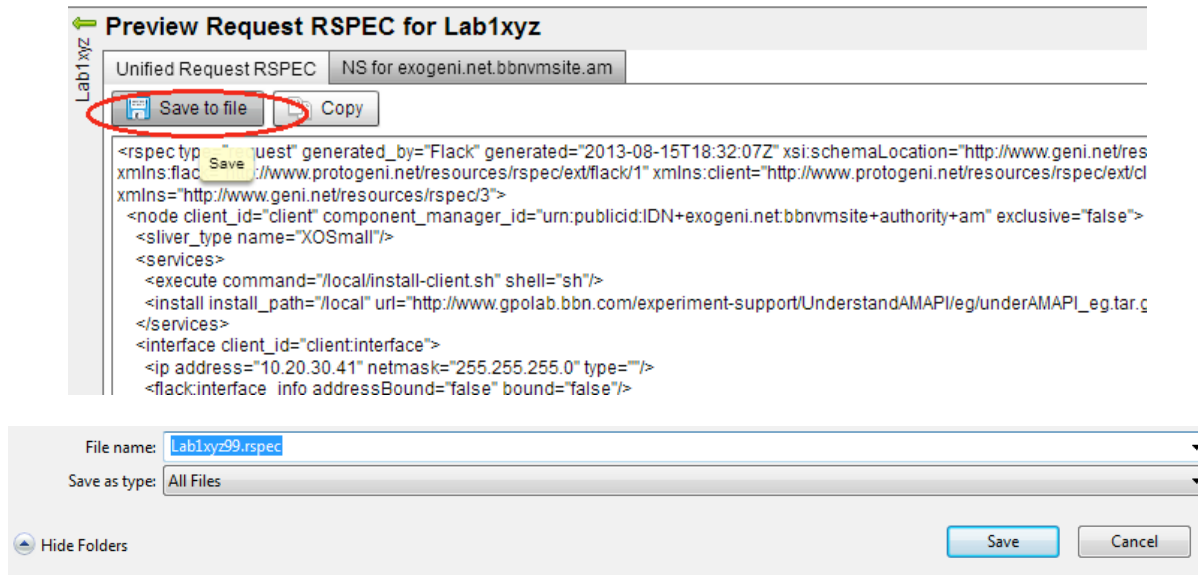 Preview Request RSPEC for Lab1xyz
Lab1xyz
Unified Request RSPEC NS for exogeni.net.bbnvmsite.am
Save to file Copy
<rspec type="request" generated_by="Flack" generated="2013-08-15T18:32:07Z" xsi:schemaLocation="http://www.geni.net/res
Save
xmlns:flac ://www.protogeni.net/resources/rspec/ext/flack/1" xmlns:client="http://www.protogeni.net/resources/rspec/ext/cl
xmlns="http://www.geni.net/resources/rspec/3">
<node client_id="client" component_manager_id="urn:publicid:IDN+exogeni.net:bbnvmsite+authority+am" exclusive="false">
<sliver_type name="XOSmall"/>
<services>
<execute command="/local/install-client.sh" shell="sh"/>
<install install_path="/local" url="http://www.gpolab.bbn.com/experiment-support/UnderstandAMAPI/eg/underAMAPI_eg.tar.g
</services>
<interface client_id="client:interface">
<ip address="10.20.30.41" netmask="255.255.255.0" type=""/>
<flack:interface_info addressBound="false" bound="false"/>
File name: Lab1xyz99.rspec
Save as type: All Files
Hide Folders Save Cancel